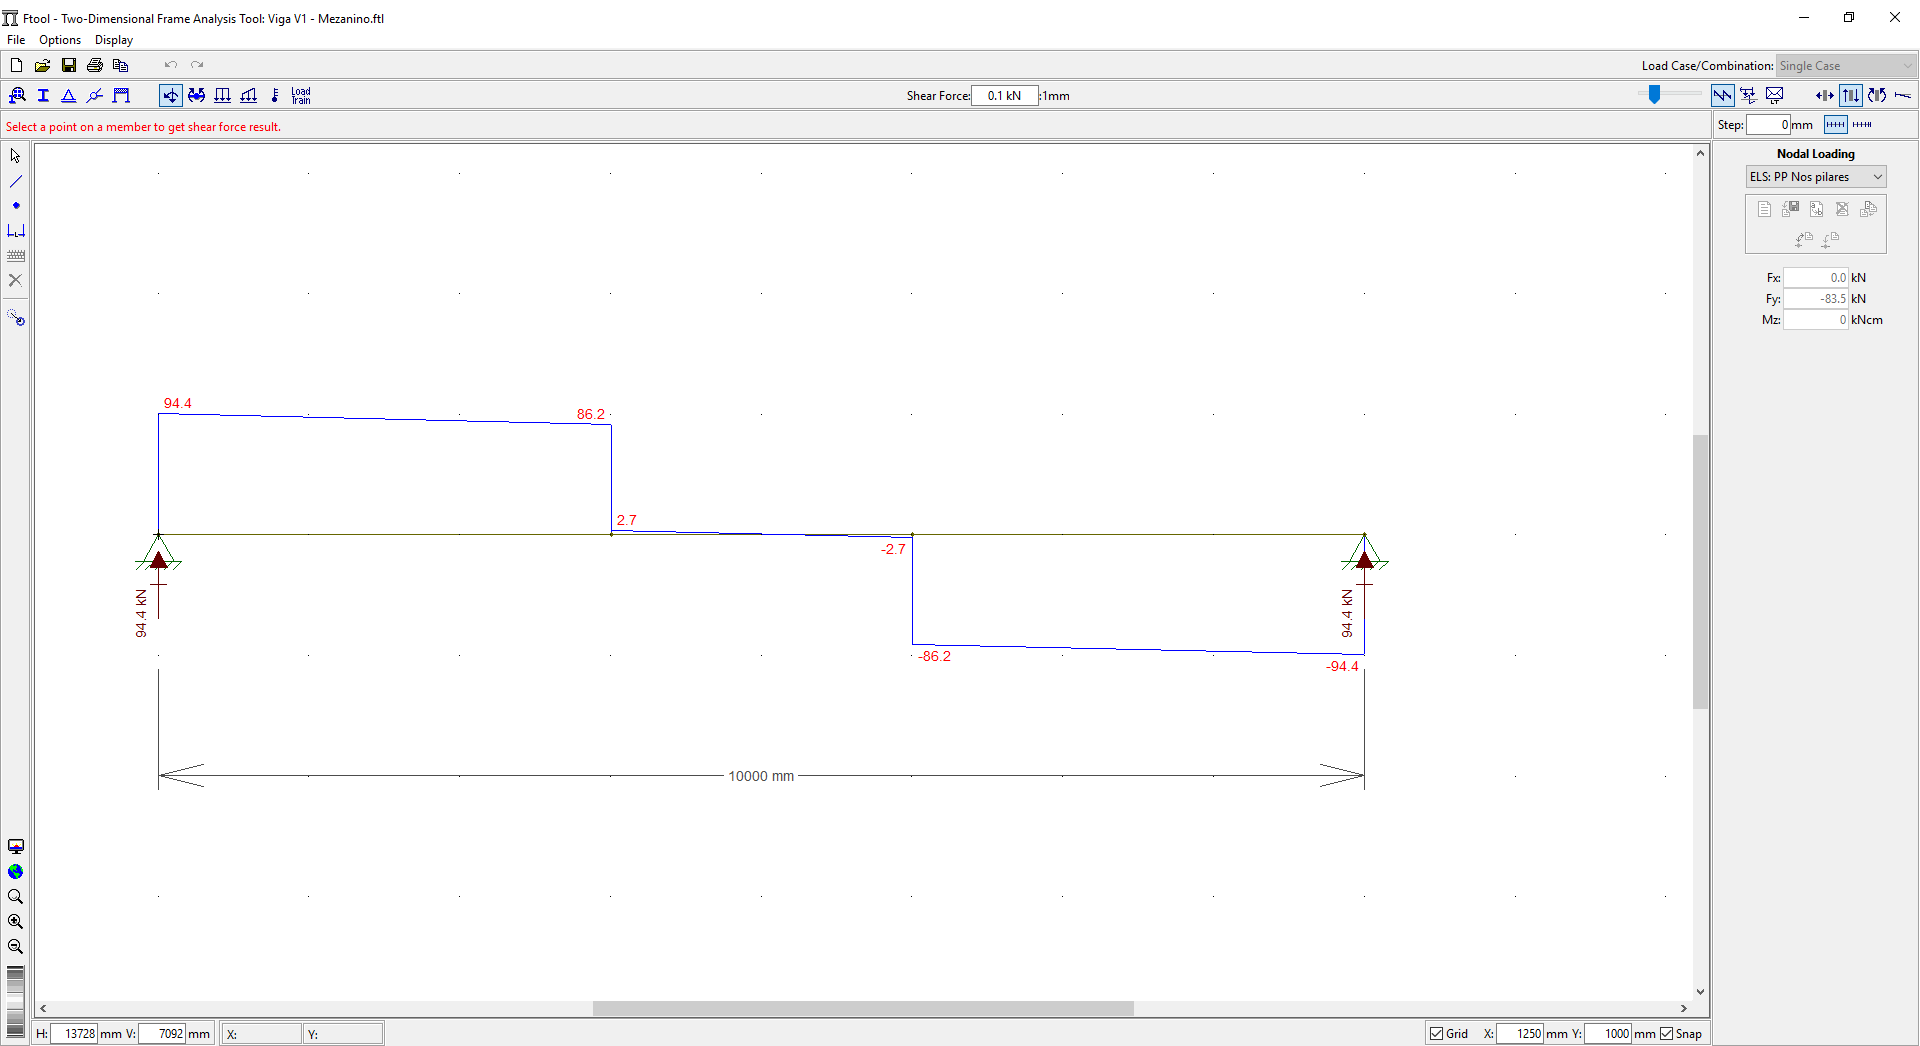 Ftool - Two-Dimensional Frame Analysis Tool: Viga V1 - Mezanino.ftl
File Options Display
Load Case/Combination: Single Case
Load Train
Shear Force: 0.1 kN :1mm
Select a point on a member to get shear force result.
Step: 0 mm
Nodal Loading
ELS: PP Nos pilares
Fx: 0.0 kN
Fy: -83.5 kN
Mz: 0 kNcm
94.4
86.2
2.7
-2.7
94.4 kN
94.4 kN
-86.2
-94.4
10000 mm
H: 13728 mm V: 7092 mm X: Y:
Grid X: 1250 mm Y: 1000 mm Snap